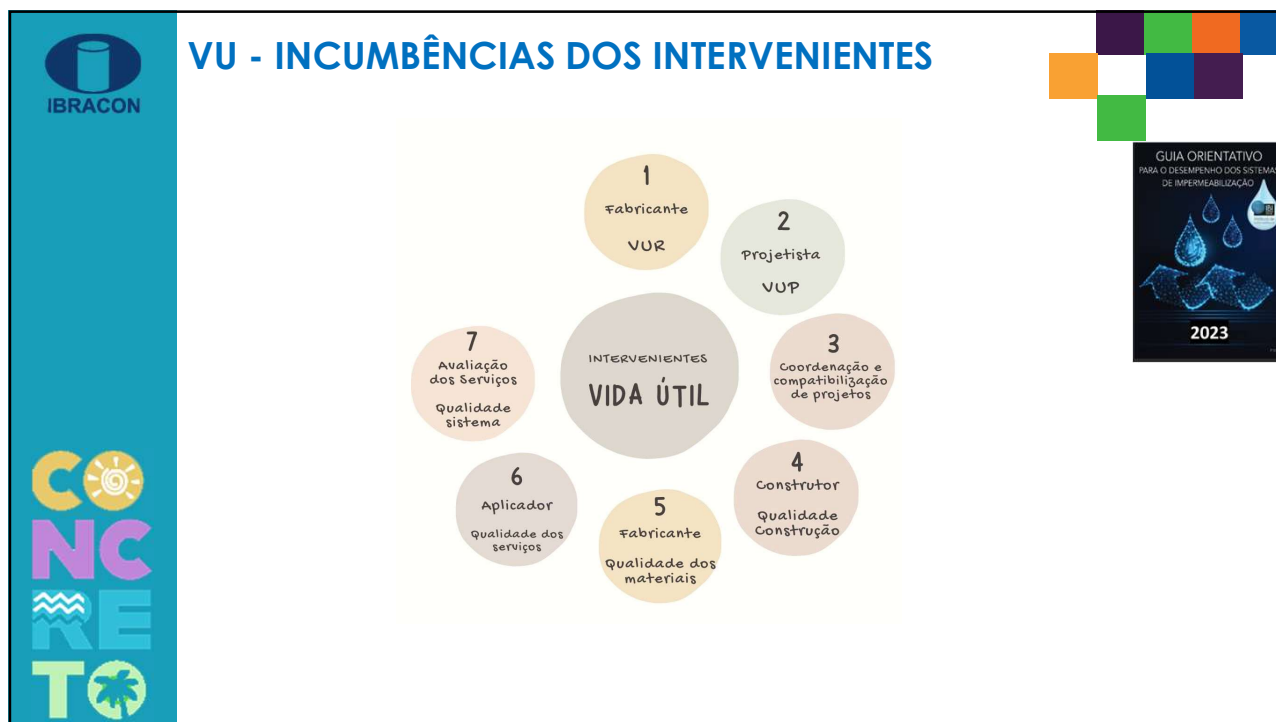 IBRACON
VU - INCUMBÊNCIAS DOS INTERVENIENTES
GUIA ORIENTATIVO
PARA O DESEMPENHO DOS SISTEMAS
DE IMPERMEABILIZAÇÃO
2023
1
Fabricante
VUR
2
Projetista
VUP
3
Coordenação e
compatibilização
de projetos
4
Construtor
Qualidade
Construção
5
Fabricante
Qualidade dos
materiais
6
Aplicador
Qualidade dos
serviços
7
Avaliação
dos Serviços
Qualidade
sistema
INTERVENIENTES
VIDA ÚTIL
CO
NC
RE
TO